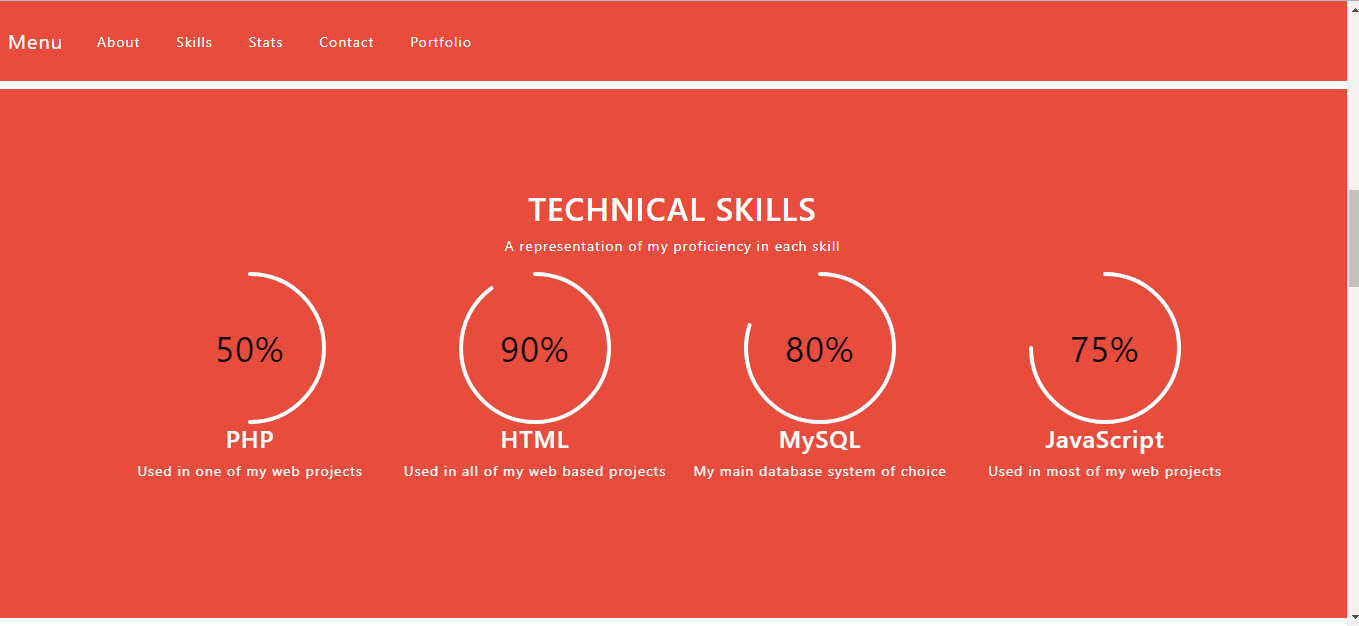 Menu About Skills Stats Contact Portfolio
TECHNICAL SKILLS
A representation of my proficiency in each skill
50% 90% 80% 75%
PHP HTML MySQL JavaScript
Used in one of my web projects Used in all of my web based projects My main database system of choice Used in most of my web projects